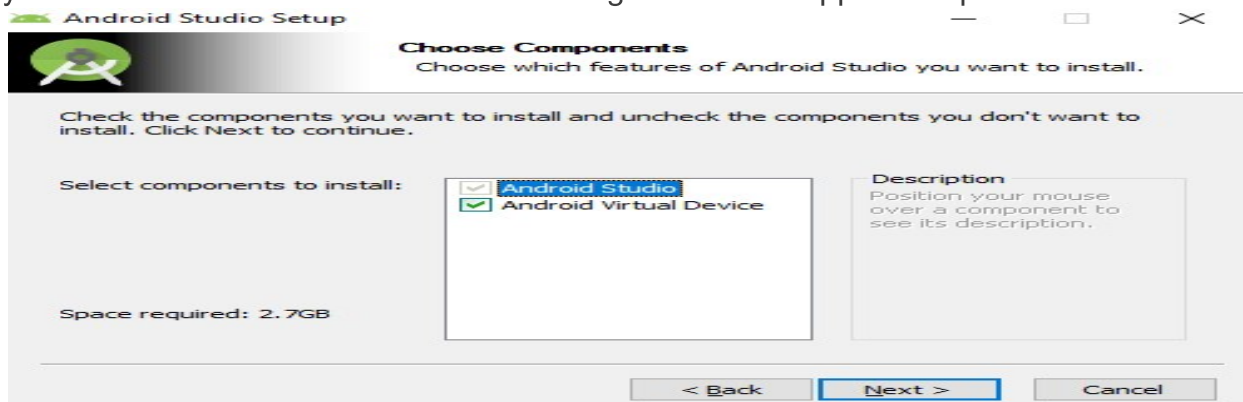 Android Studio Setup
Choose Components
Choose which features of Android Studio you want to install.
Check the components you want to install and uncheck the components you don't want to
install. Click Next to continue.
Select components to install:
Android Studio
Android Virtual Device
Description
Position your mouse
over a component to
see its description.
Space required: 2.7GB
< Back
Next >
Cancel